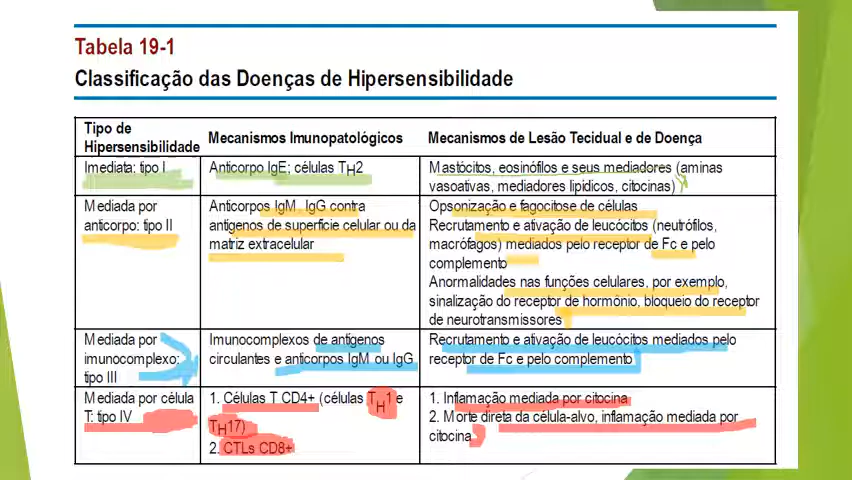 Tabela 19-1
Classificação das Doenças de Hipersensibilidade
Tipo de
Hipersensibilidade
Mecanismos Imunopatológicos
Mecanismos de Lesão Tecidual e de Doença
Imediata: tipo I
Anticorpo IgE; células TH2
Mastócitos, eosinófilos e seus mediadores (aminas
vasoativas, mediadores lipídicos, citocinas)
Mediada por
anticorpo: tipo II
Anticorpos IgM, IgG contra
antígenos de superfície celular ou da
matriz extracelular
Opsonização e fagocitose de células
Recrutamento e ativação de leucócitos (neutrófilos,
macrófagos) mediados pelo receptor de Fc e pelo
complemento
Anormalidades nas funções celulares, por exemplo,
sinalização do receptor de hormônio, bloqueio do receptor
de neurotransmissores
Mediada por
imunocomplexo:
tipo III
Imunocomplexos de antígenos
circulantes e anticorpos IgM ou IgG
Recrutamento e ativação de leucócitos mediados pelo
receptor de Fc e pelo complemento
Mediada por célula
T: tipo IV
1. Células T CD4+ (células TH1 e
TH17)
2. CTLs CD8+
1. Inflamação mediada por citocina
2. Morte direta da célula-alvo, inflamação mediada por
citocina